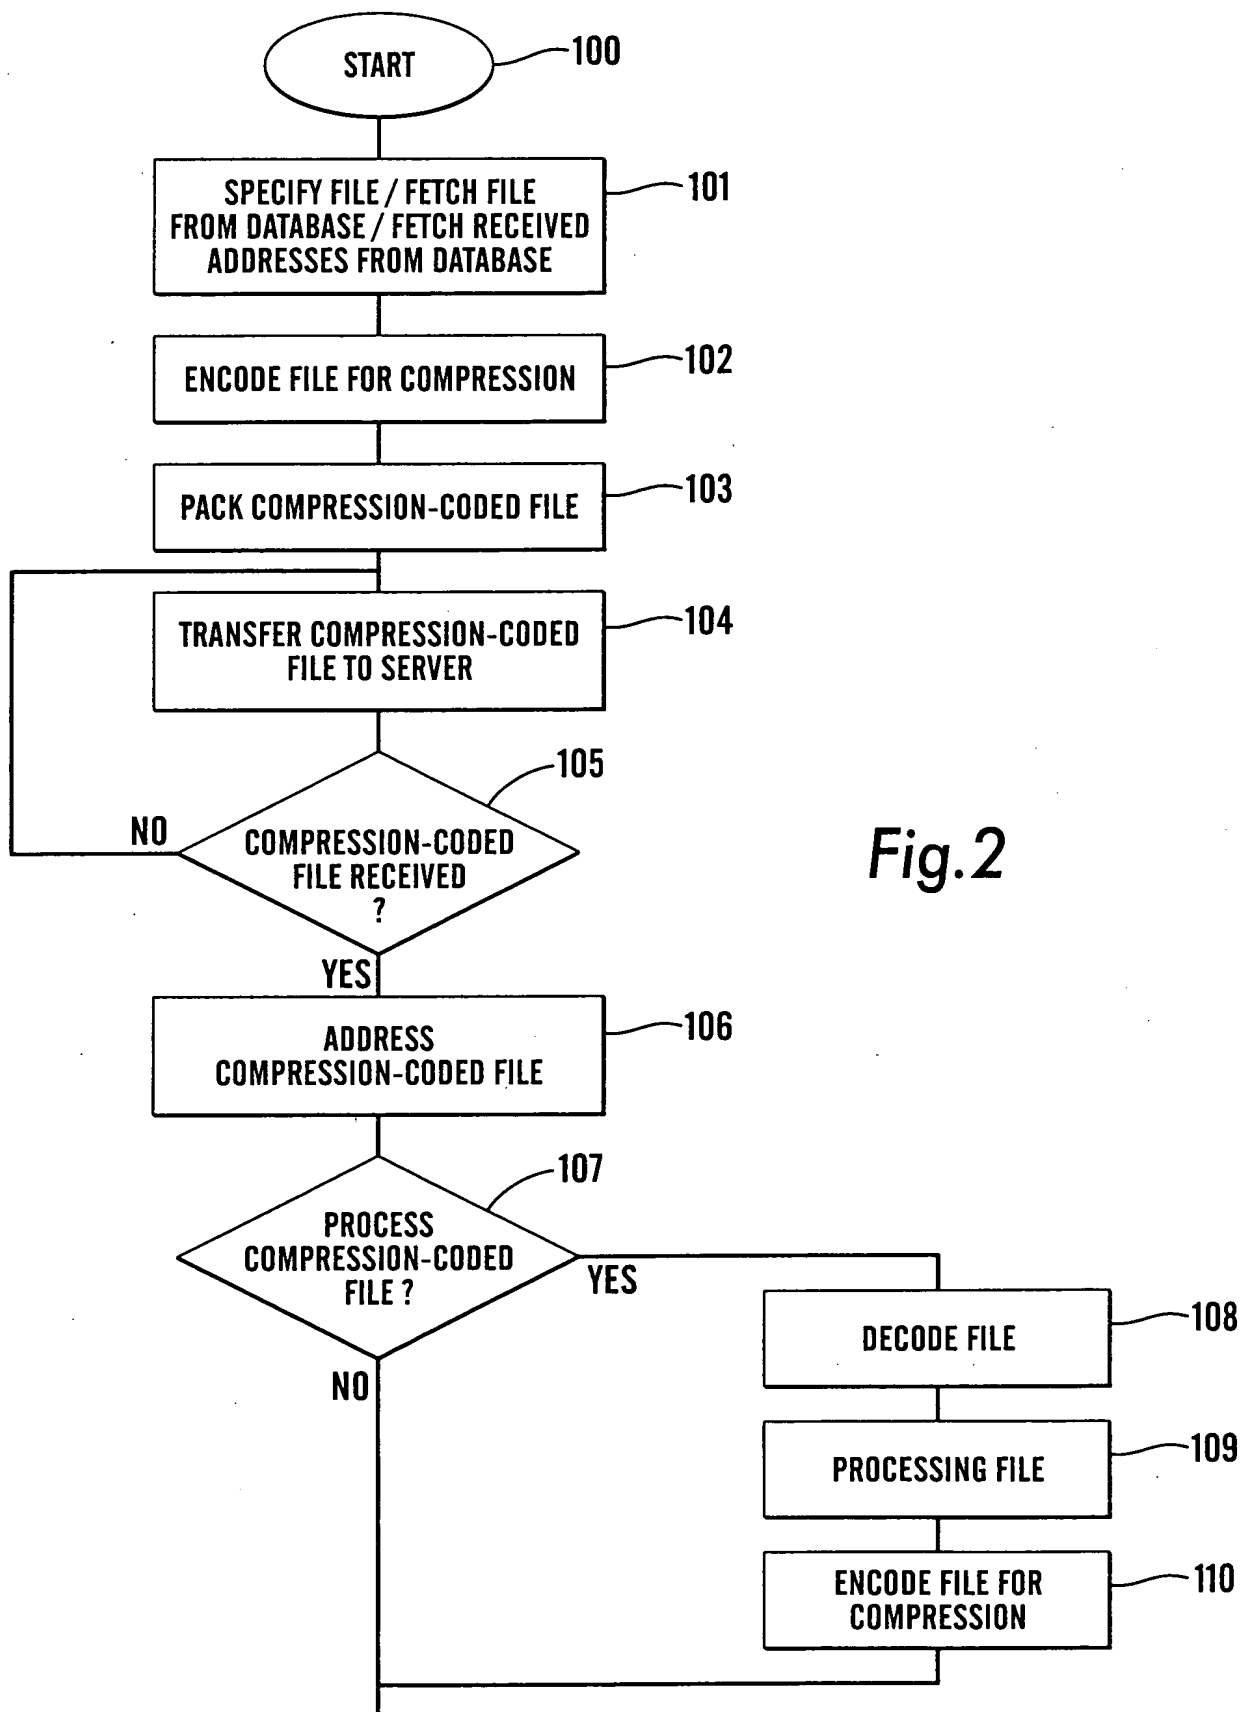 START
100
SPECIFY FILE / FETCH FILE
FROM DATABASE / FETCH RECEIVED
ADDRESSES FROM DATABASE
101
ENCODE FILE FOR COMPRESSION
102
PACK COMPRESSION-CODED FILE
103
TRANSFER COMPRESSION-CODED
FILE TO SERVER
104
105
NO
COMPRESSION-CODED
FILE RECEIVED
?
Fig.2
YES
ADDRESS
COMPRESSION-CODED FILE
106
107
PROCESS
COMPRESSION-CODED
FILE ?
YES
NO
DECODE FILE
108
PROCESSING FILE
109
ENCODE FILE FOR
COMPRESSION
110